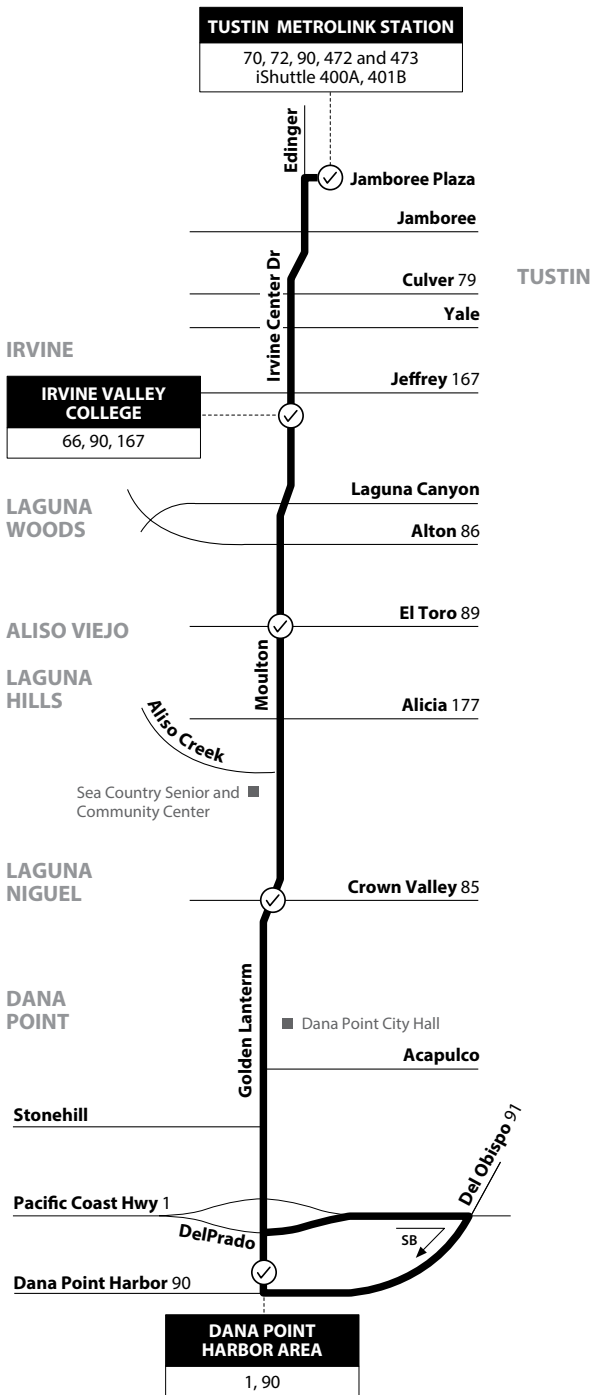 TUSTIN METROLINK STATION
70, 72, 90, 472 and 473
iShuttle 400A, 401B
Edinger
Jamboree Plaza
Jamboree
Irvine Center Dr
Culver 79
TUSTIN
Yale
IRVINE
Jeffrey 167
IRVINE VALLEY
COLLEGE
66, 90, 167
Laguna Canyon
LAGUNA
WOODS
Alton 86
El Toro 89
ALISO VIEJO
Moulton
LAGUNA
HILLS
Alicia 177
Aliso Creek
Sea Country Senior and
Community Center
LAGUNA
NIGUEL
Crown Valley 85
DANA
POINT
Golden Lanterm
Dana Point City Hall
Acapulco
Stonehill
Del Obispo 91
Pacific Coast Hwy 1
DelPrado
SB
Dana Point Harbor 90
DANA POINT
HARBOR AREA
1, 90